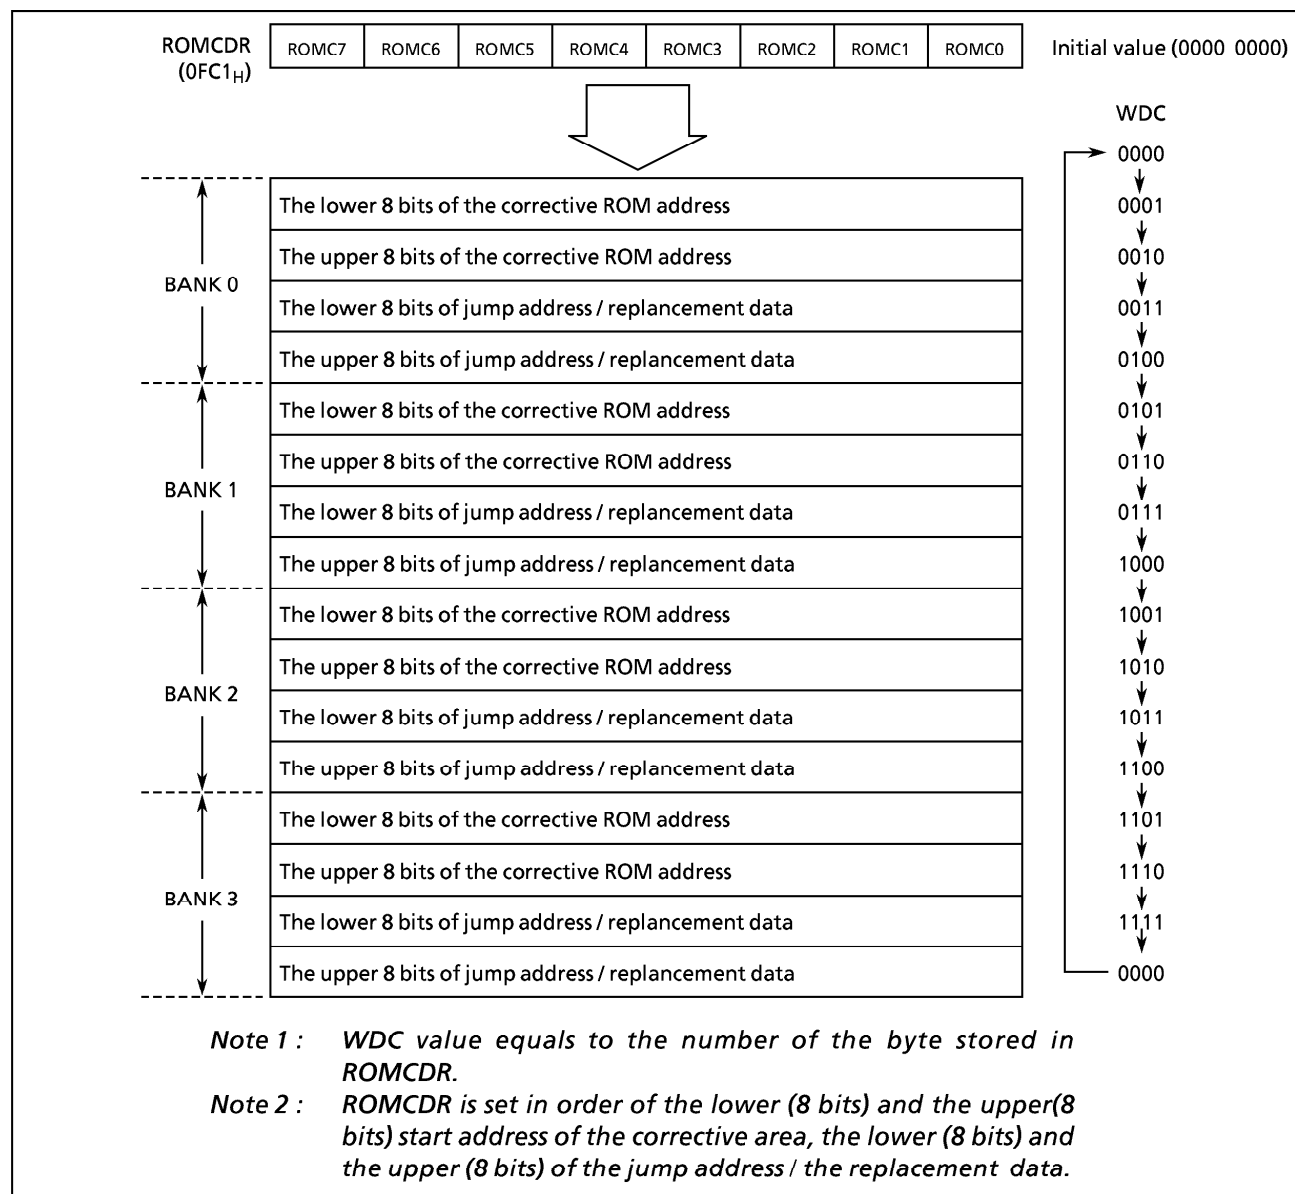 ROMCDR ROMC7 ROMC6 ROMC5 ROMC4 ROMC3 ROMC2 ROMC1 ROMC0 Initial value (0000 0000)
(0FC1H)
WDC
0000
The lower 8 bits of the corrective ROM address 0001
The upper 8 bits of the corrective ROM address 0010
BANK 0
The lower 8 bits of jump address / replancement data 0011
The upper 8 bits of jump address / replancement data 0100
The lower 8 bits of the corrective ROM address 0101
The upper 8 bits of the corrective ROM address 0110
BANK 1
The lower 8 bits of jump address / replancement data 0111
The upper 8 bits of jump address / replancement data 1000
The lower 8 bits of the corrective ROM address 1001
The upper 8 bits of the corrective ROM address 1010
BANK 2
The lower 8 bits of jump address / replancement data 1011
The upper 8 bits of jump address / replancement data 1100
The lower 8 bits of the corrective ROM address 1101
The upper 8 bits of the corrective ROM address 1110
BANK 3
The lower 8 bits of jump address / replancement data 1111
The upper 8 bits of jump address / replancement data 0000
Note 1 : WDC value equals to the number of the byte stored in
ROMCDR.
Note 2 : ROMCDR is set in order of the lower (8 bits) and the upper(8
bits) start address of the corrective area, the lower (8 bits) and
the upper (8 bits) of the jump address / the replacement data.